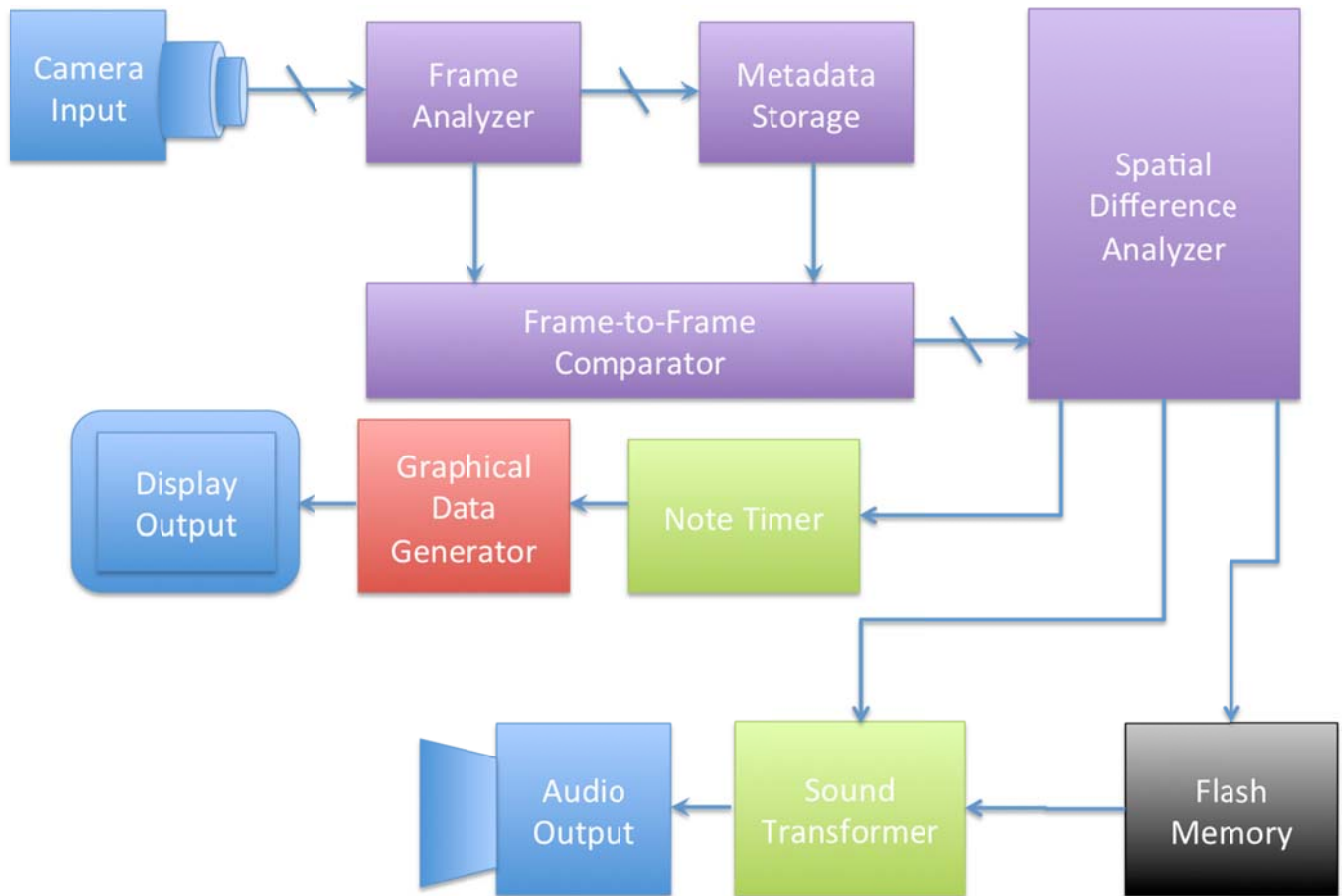 Camera
Input
Frame
Analyzer
Metadata
Storage
Spatial
Difference
Analyzer
Frame-to-Frame
Comparator
Display
Output
Graphical
Data
Generator
Note Timer
Audio
Output
Sound
Transformer
Flash
Memory